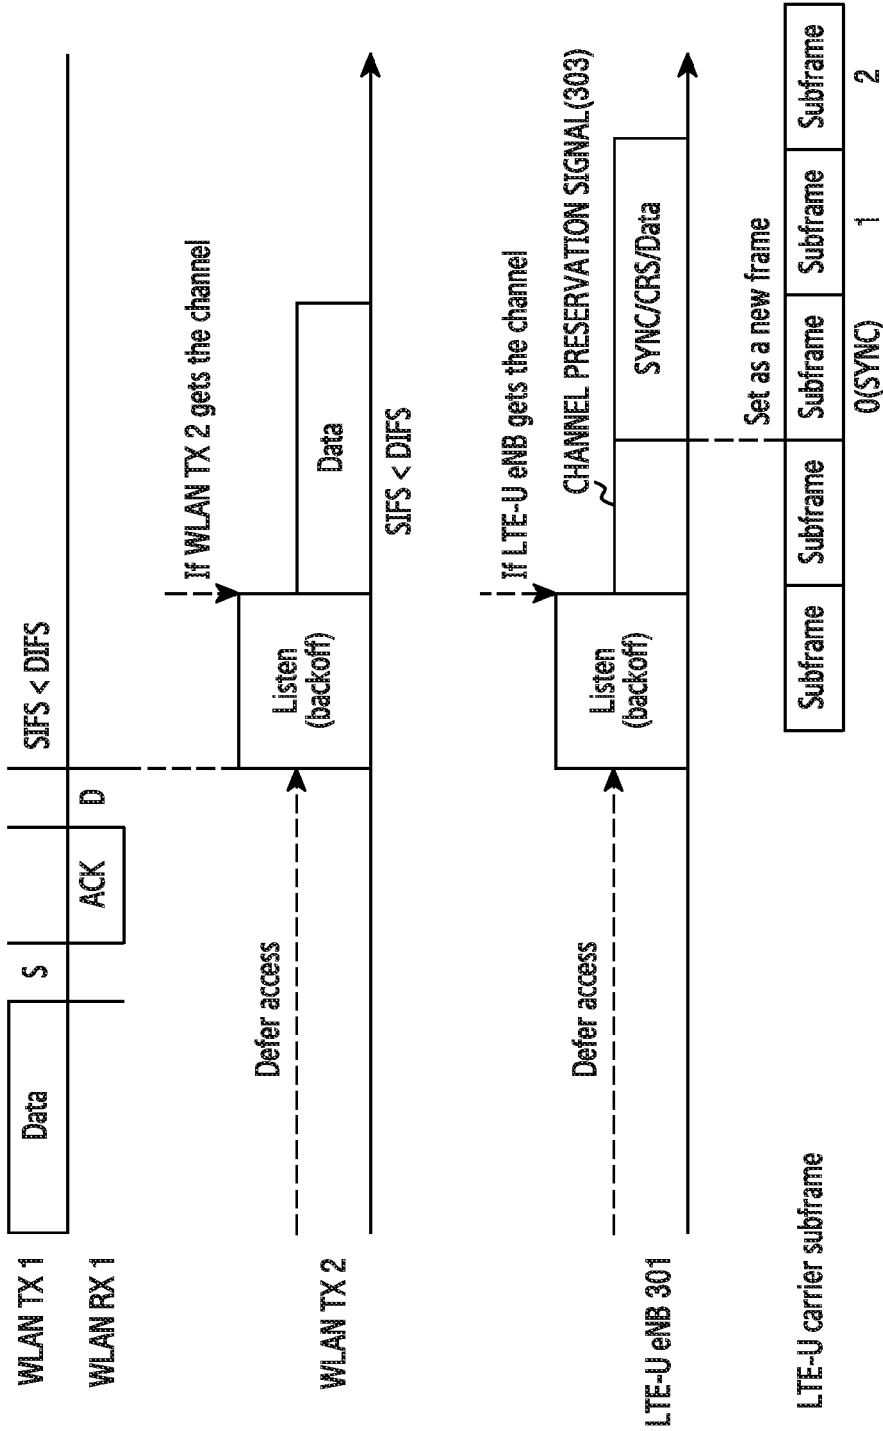 WLAN TX 1
Data
S
SIFS < DIFS
WLAN RX 1
ACK
D
If WLAN TX 2 gets the channel
Defer access
Listen
(backoff)
Data
WLAN TX 2
SIFS < DIFS
If LTE-U eNB gets the channel
CHANNEL PRESERVATION SIGNAL(303)
Defer access
Listen
(backoff)
SYNC/CRS/Data
LTE-U eNB 301
Set as a new frame
LTE-U carrier subframe
Subframe
Subframe
Subframe
Subframe
Subframe
0(SYNC)
1
2